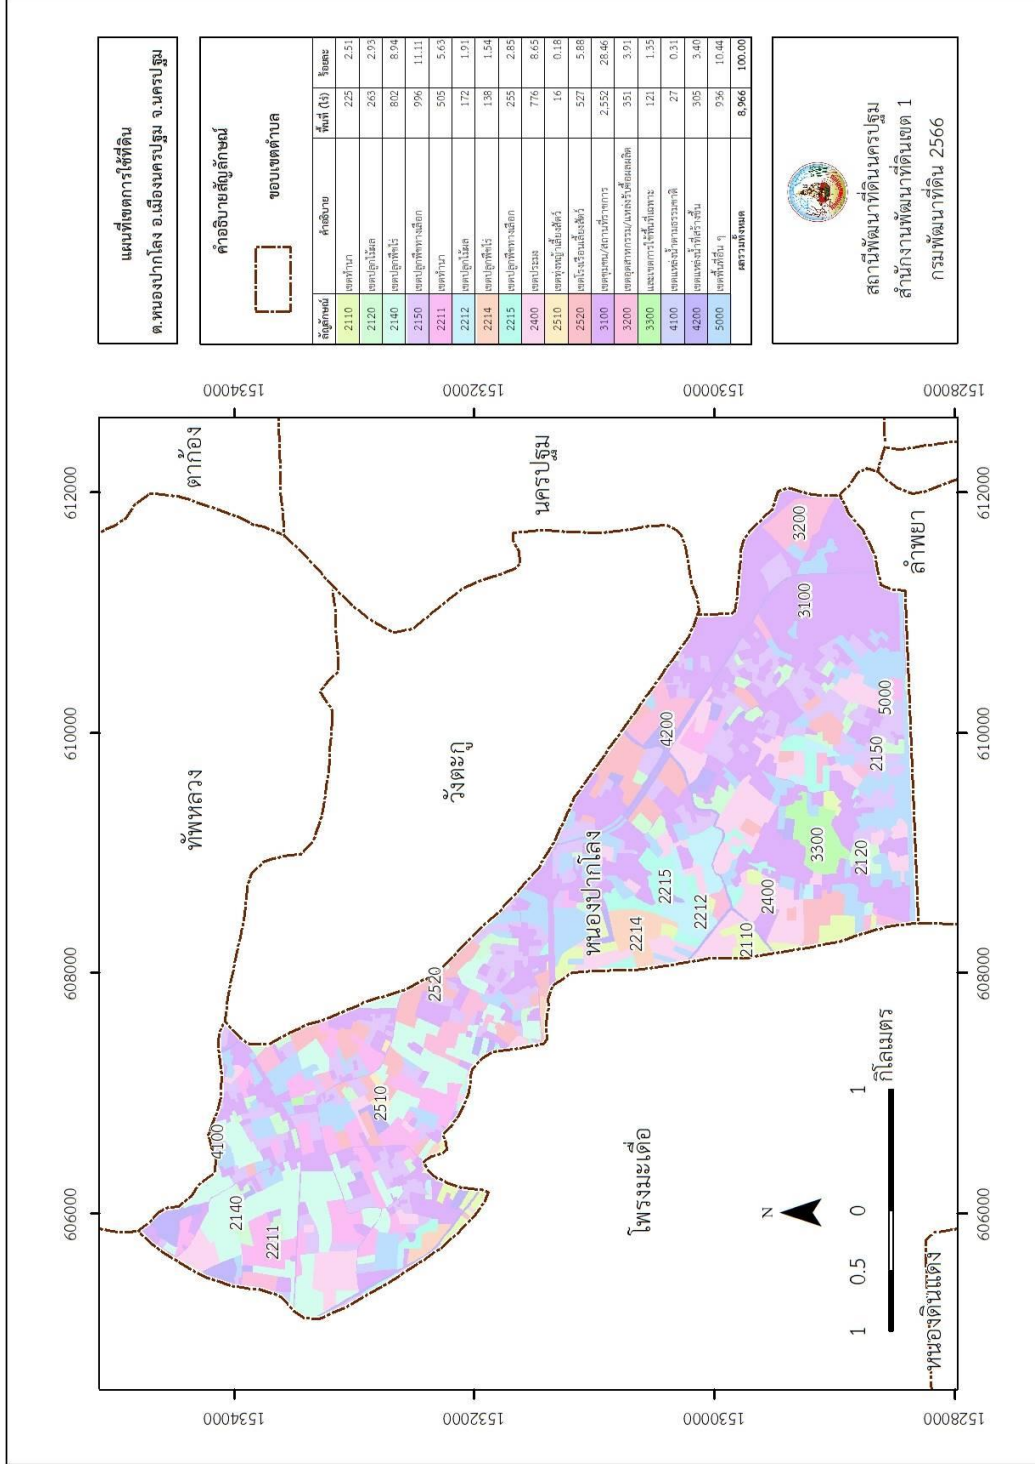 แผนที่เขตการใช้ที่ดิน
ต.หนองปากโลง อ.เมืองนครปฐม จ.นครปฐม
คำอธิบายสัญลักษณ์
ขอบเขตตำบล
สัญลักษณ์ คำอธิบาย พื้นที่ (ไร่) ร้อยละ
2110 เขตทำนา 225 2.51
2120 เขตปลูกไม้ผล 263 2.93
2140 เขตปลูกพืชไร่ 802 8.94
2150 เขตปลูกพืชทางเลือก 996 11.11
2211 เขตทำนา 505 5.63
2212 เขตปลูกไม้ผล 172 1.91
2214 เขตปลูกพืชไร่ 138 1.54
2215 เขตปลูกพืชทางเลือก 255 2.85
2400 เขตประมง 776 8.65
2510 เขตทุ่งหญ้าเลี้ยงสัตว์ 16 0.18
2520 เขตโรงเรือนเลี้ยงสัตว์ 527 5.88
3100 เขตชุมชน/สถานที่ราชการ 2,552 28.46
3200 เขตอุตสาหกรรม/แหล่งรับซื้อผลผลิต 351 3.91
3300 และเขตการใช้พื้นที่เฉพาะ 121 1.35
4100 เขตแหล่งน้ำตามธรรมชาติ 27 0.31
4200 เขตแหล่งน้ำที่สร้างขึ้น 305 3.40
5000 เขตพื้นที่อื่น ๆ 936 10.44
ผลรวมทั้งหมด 8,966 100.00
สถานีพัฒนาที่ดินนครปฐม
สำนักงานพัฒนาที่ดินเขต 1
กรมพัฒนาที่ดิน 2566
606000 608000 610000 612000
1534000
1532000
1530000
1528000
1534000
1532000
1530000
1528000
606000 608000 610000 612000
ตาก้อง
ทัพหลวง
นครปฐม
วังตะกู
หนองปากโลง
ลำพยา
โพรงมะเดื่อ
หนองดินแดง
4100
2140
2211
2510
2520
2214
2215
2212
2110
2400
4200
3300
2120
2150
5000
3100
3200
N
1 0.5 0 1
กิโลเมตร